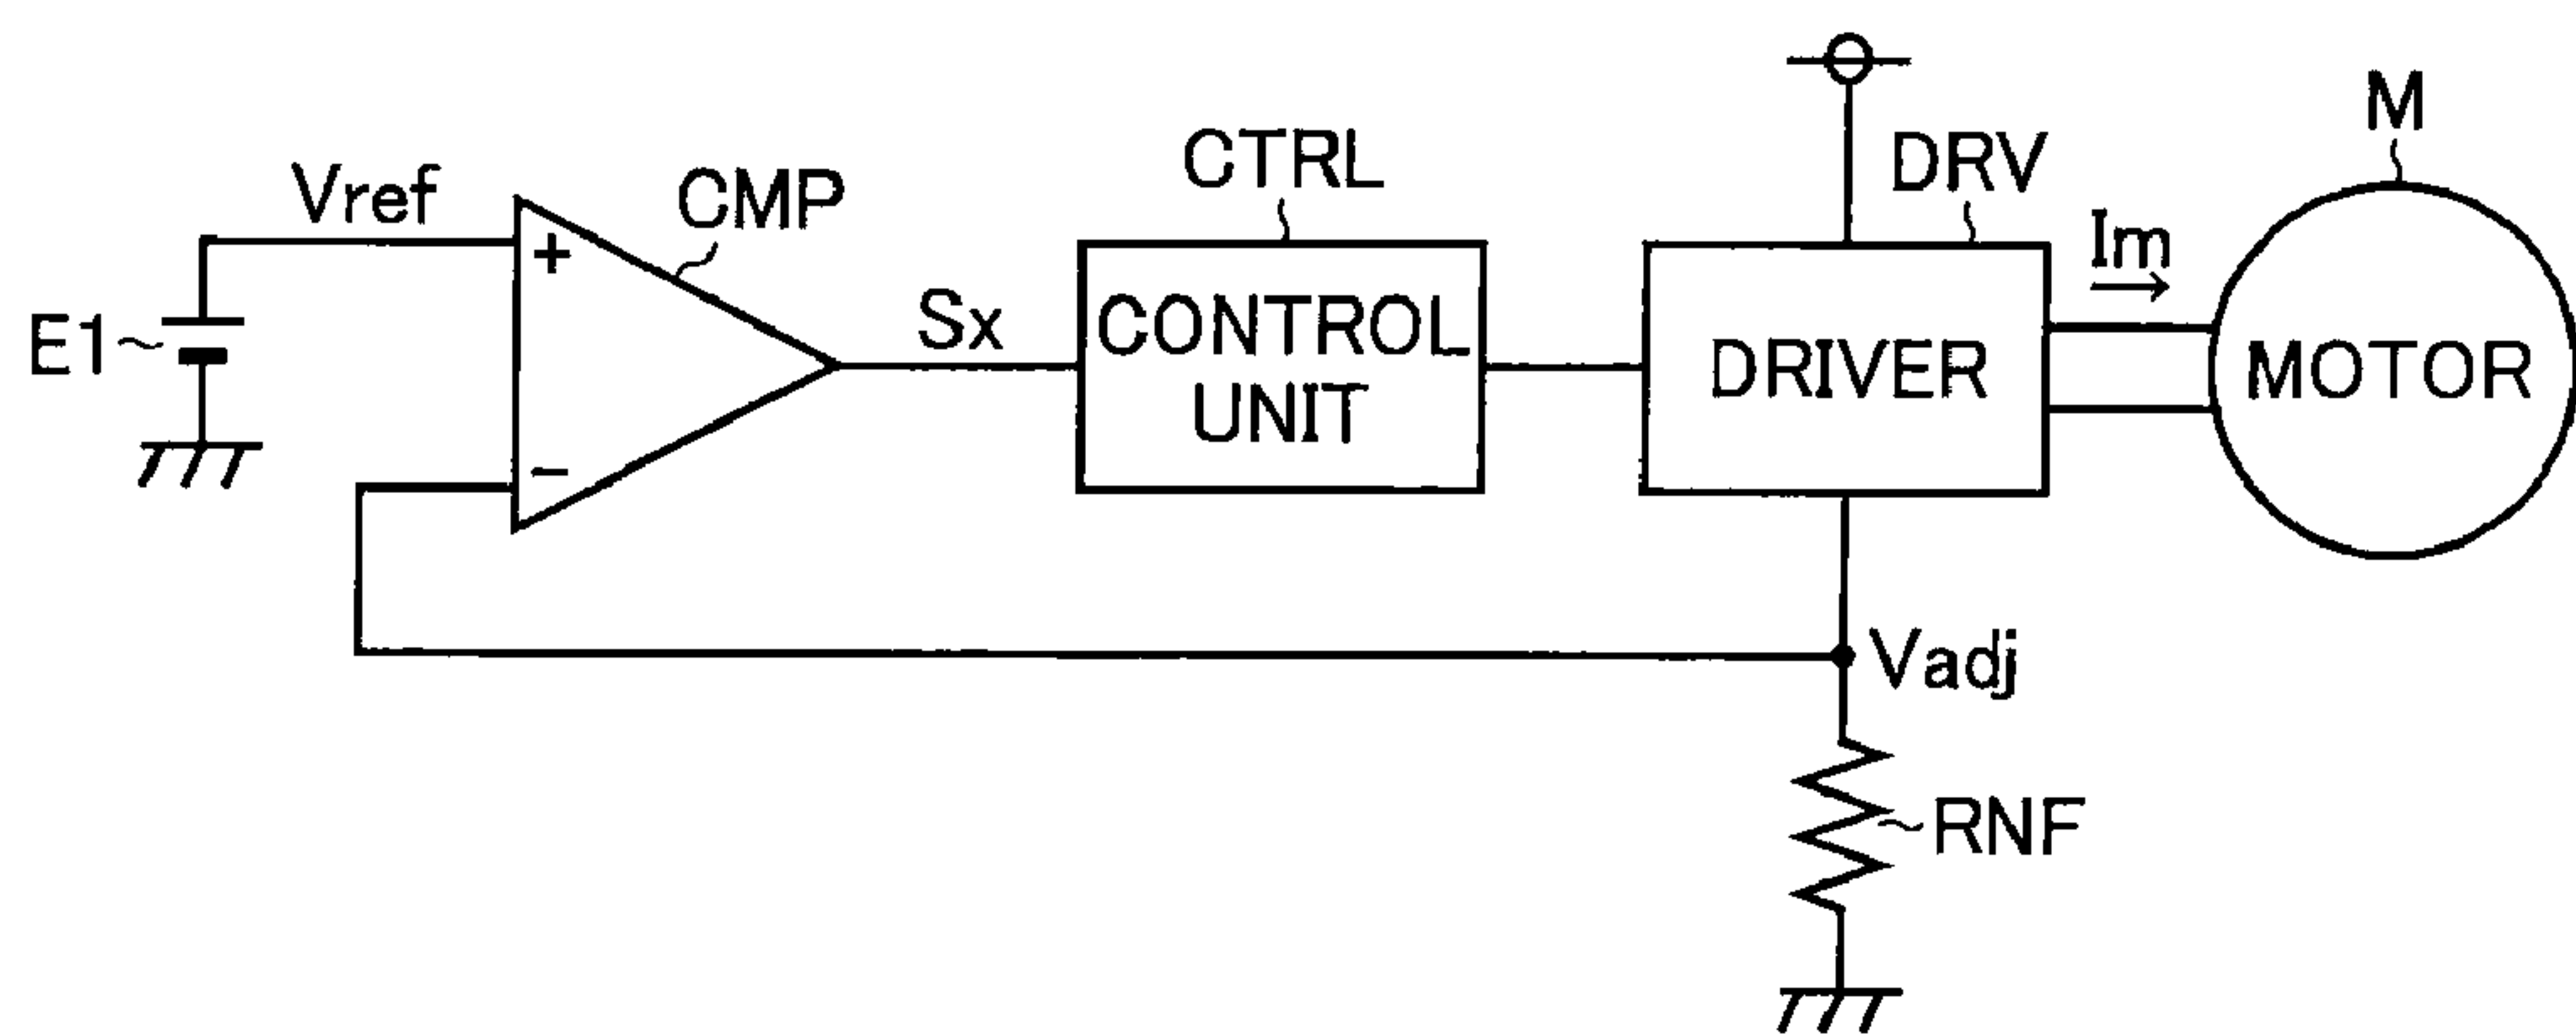 M
CTRL
DRV
Vref
CMP
Im
+
Sx
CONTROL
UNIT
E1
DRIVER
MOTOR
−
Vadj
RNF